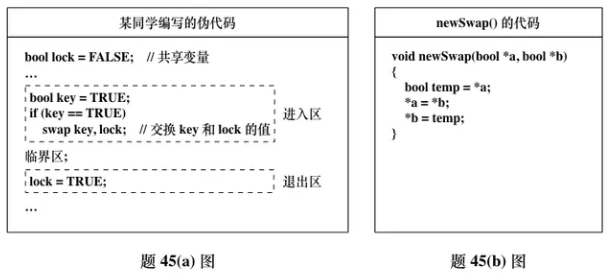 某同学编写的伪代码
bool lock = FALSE; // 共享变量
…
bool key = TRUE;
if (key == TRUE)
swap key, lock; // 交换 key 和 lock 的值
进入区
临界区;
lock = TRUE;
退出区
…
题 45(a) 图
newSwap() 的代码
void newSwap(bool *a, bool *b)
{
bool temp = *a;
*a = *b;
*b = temp;
}
题 45(b) 图